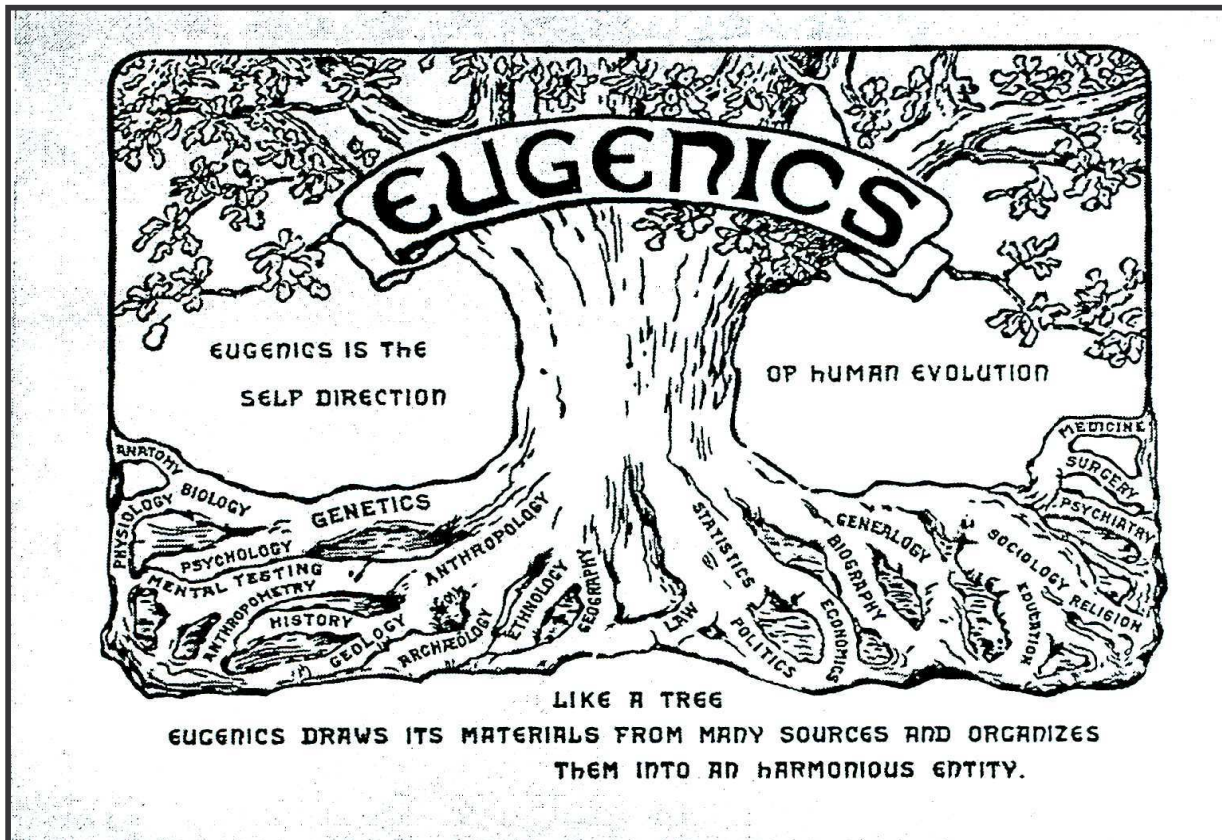 EUGENICS
EUGENICS IS THE
SELF DIRECTION
OF HUMAN EVOLUTION
ANATOMY
BIOLOGY
PHYSIOLOGY
GENETICS
PSYCHOLOGY
MENTAL TESTING
ANTHROPOMETRY
HISTORY
GEOLOGY
ANTHROPOLOGY
ARCHÆOLOGY
ETHNOLOGY
GEOGRAPHY
LAW
STATISTICS
POLITICS
ECONOMICS
BIOGRAPHY
GENEALOGY
SOCIOLOGY
EDUCATION
RELIGION
PSYCHIATRY
SURGERY
MEDICINE
LIKE A TREE
EUGENICS DRAWS ITS MATERIALS FROM MANY SOURCES AND ORGANIZES
THEM INTO AN HARMONIOUS ENTITY.